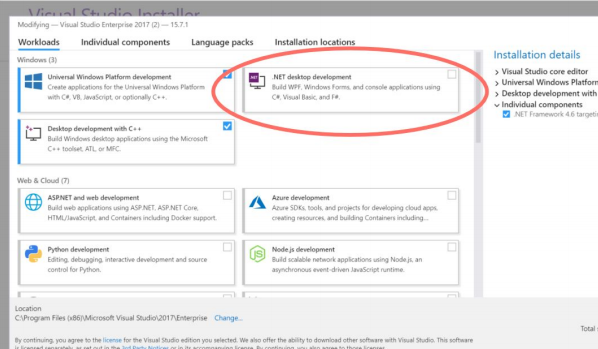 Visual Studio Installer
Modifying — Visual Studio Enterprise 2017 (2) — 15.7.1
Workloads Individual components Language packs Installation locations
Windows (3)
Universal Windows Platform development
Create applications for the Universal Windows Platform
with C#, VB, JavaScript, or optionally C++.
.NET desktop development
Build WPF, Windows Forms, and console applications using
C#, Visual Basic, and F#.
Desktop development with C++
Build Windows desktop applications using the Microsoft
C++ toolset, ATL, or MFC.
Web & Cloud (7)
ASP.NET and web development
Build web applications using ASP.NET, ASP.NET Core,
HTML/JavaScript, and Containers including Docker support.
Azure development
Azure SDKs, tools, and projects for developing cloud apps,
creating resources, and building Containers including...
Python development
Editing, debugging, interactive development and source
control for Python.
Node.js development
Build scalable network applications using Node.js, an
asynchronous event-driven JavaScript runtime.
Installation details
Visual Studio core editor
Universal Windows Platform
Desktop development with
Individual components
.NET Framework 4.6 targeti
Location
C:\Program Files (x86)\Microsoft Visual Studio\2017\Enterprise Change...
Total
By continuing, you agree to the license for the Visual Studio edition you selected. We also offer the ability to download other software with Visual Studio. This software
is licensed separately, as set out in the 3rd Party Notices or in its accompanying license. By continuing, you also agree to those licenses.